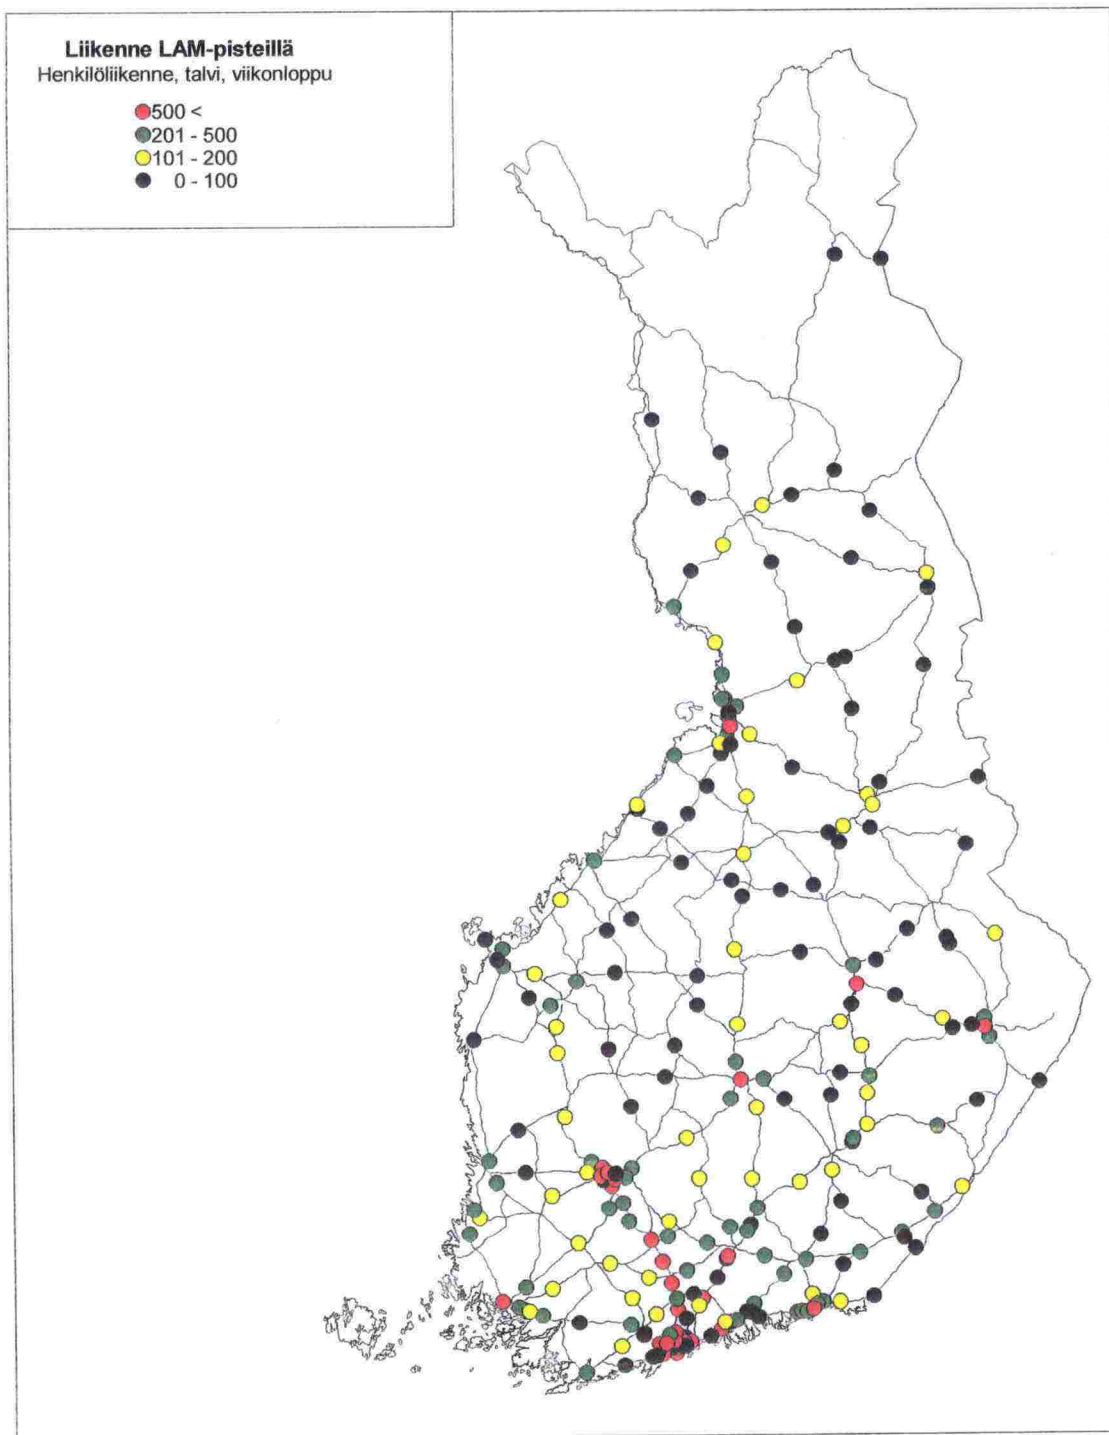 Liikenne LAM-pisteillä
Henkilöliikenne, talvi, viikonloppu
500 <
201 - 500
101 - 200
0 - 100